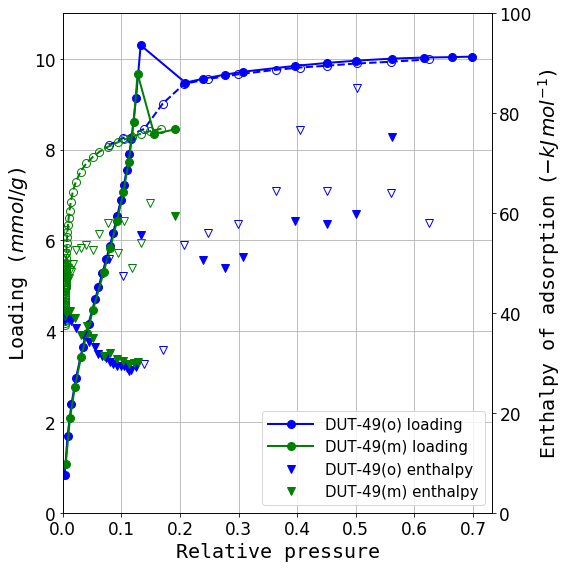 10
8
6
4
2
0
Loading (mmol/g)
0.0 0.1 0.2 0.3 0.4 0.5 0.6 0.7
Relative pressure
100
80
60
40
20
0
Enthalpy of adsorption (−kJmol⁻¹)
DUT-49(o) loading
DUT-49(m) loading
DUT-49(o) enthalpy
DUT-49(m) enthalpy